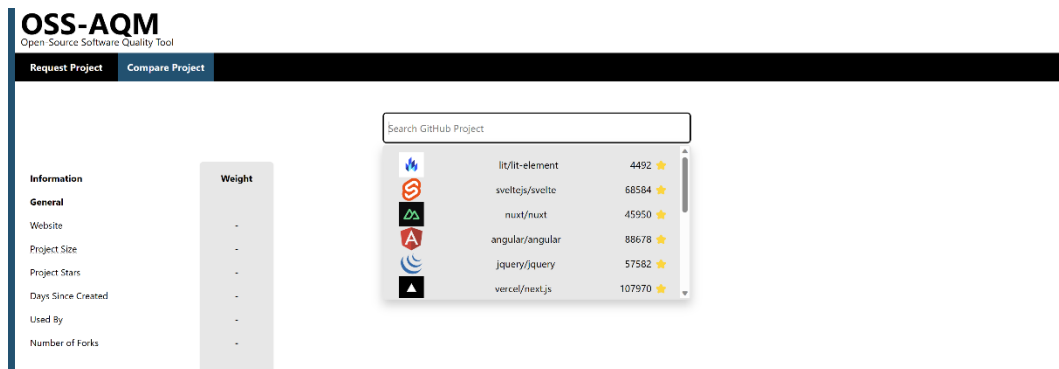 OSS-AQM
Open-Source Software Quality Tool
Request Project Compare Project
Search GitHub Project
lit/lit-element 4492
sveltejs/svelte 68584
nuxt/nuxt 45950
angular/angular 88678
jquery/jquery 57582
vercel/next.js 107970
Information Weight
General
Website -
Project Size -
Project Stars -
Days Since Created -
Used By -
Number of Forks -